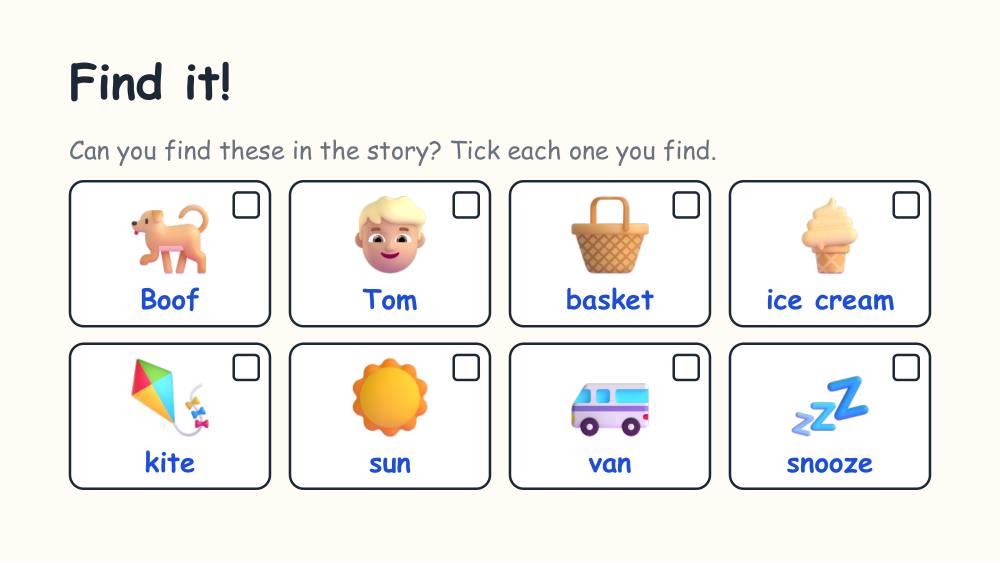 Find it!
Can you find these in the story? Tick each one you find.
Boof
Tom
basket
ice cream
kite
sun
van
snooze